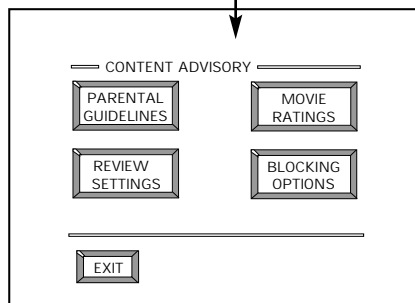 CONTENT ADVISORY
PARENTAL
GUIDELINES
MOVIE
RATINGS
REVIEW
SETTINGS
BLOCKING
OPTIONS
EXIT